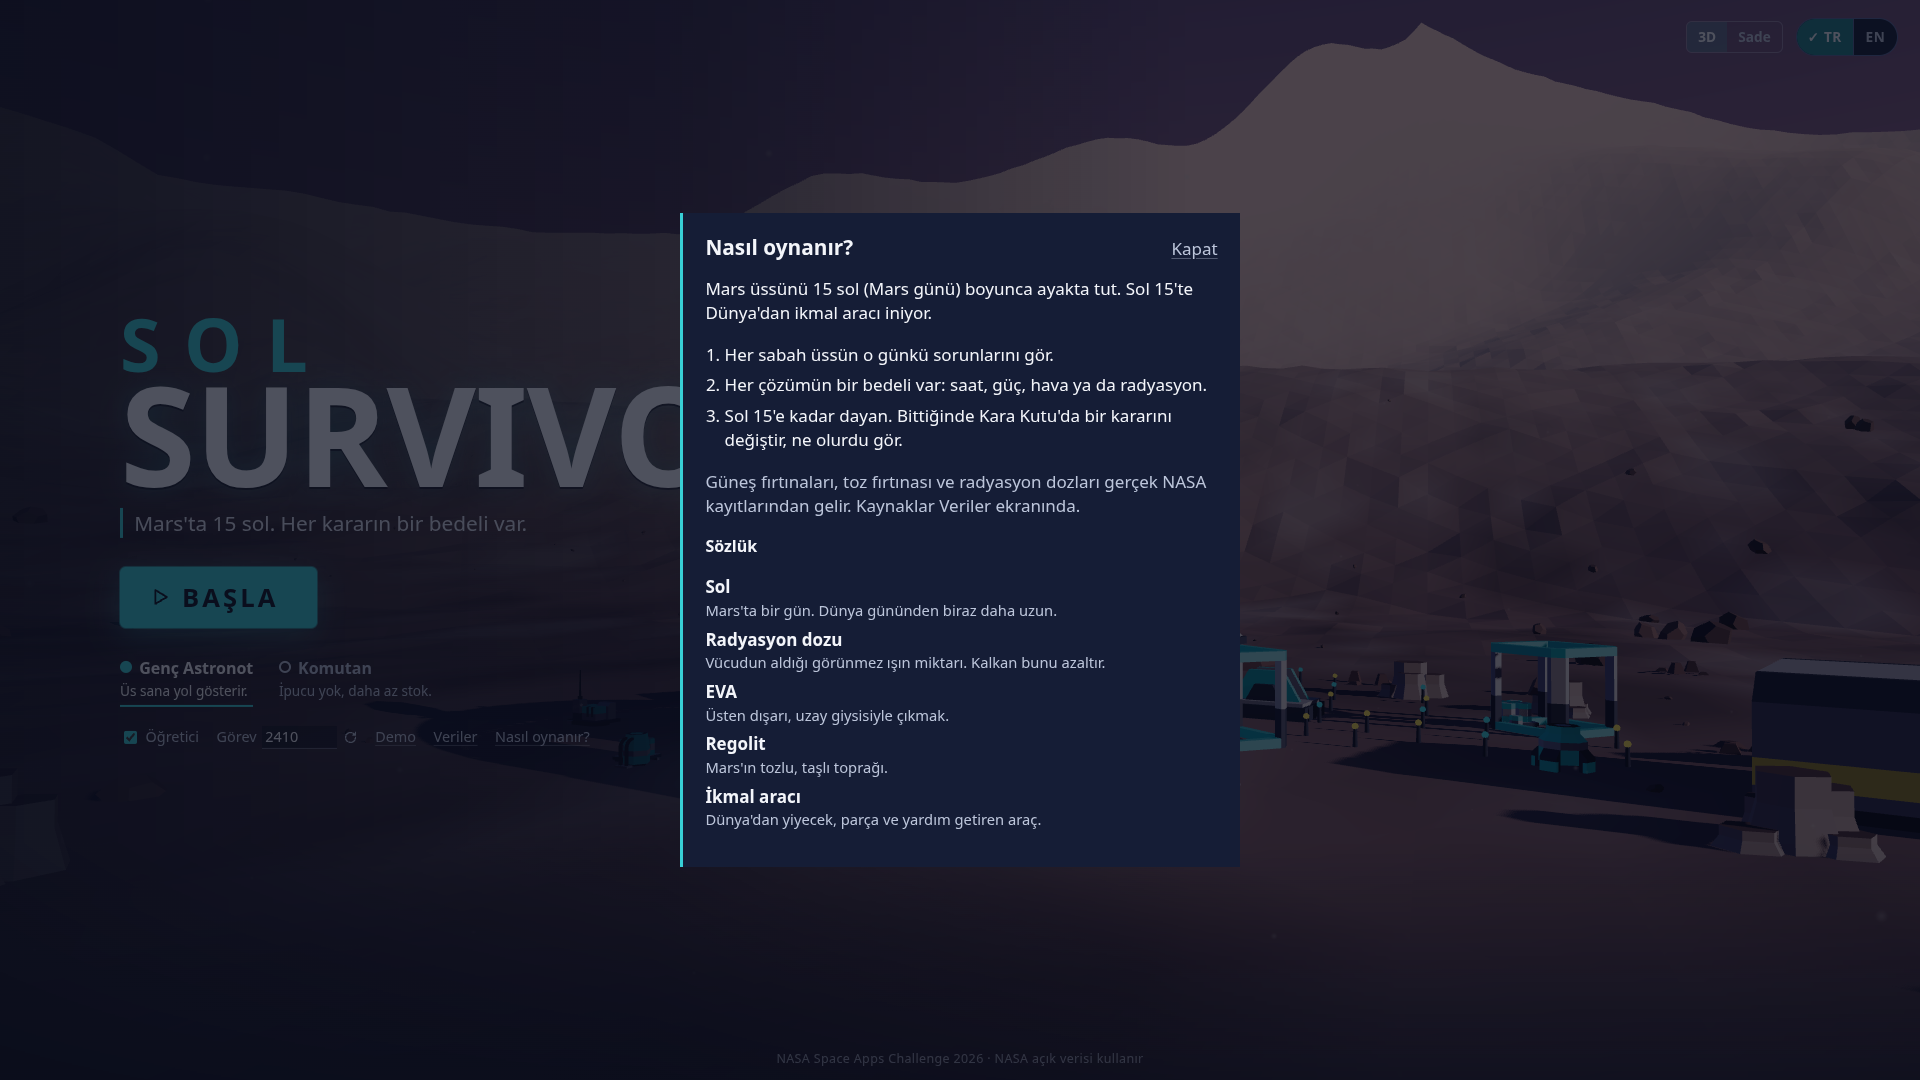 3D Sade ✓ TR EN
SOL
Mars'ta 15 sol. Her kararın bir bedeli var.
BAŞLA
Genç Astronot
Üs sana yol gösterir.
Komutan
İpucu yok, daha az stok.
Öğretici Görev 2410 Demo Veriler Nasıl oynanır?
Nasıl oynanır?
Kapat
Mars üssünü 15 sol (Mars günü) boyunca ayakta tut. Sol 15'te
Dünya'dan ikmal aracı iniyor.
1. Her sabah üssün o günkü sorunlarını gör.
2. Her çözümün bir bedeli var: saat, güç, hava ya da radyasyon.
3. Sol 15'e kadar dayan. Bittiğinde Kara Kutu'da bir kararını
değiştir, ne olurdu gör.
Güneş fırtınaları, toz fırtınası ve radyasyon dozları gerçek NASA
kayıtlarından gelir. Kaynaklar Veriler ekranında.
Sözlük
Sol
Mars'ta bir gün. Dünya gününden biraz daha uzun.
Radyasyon dozu
Vücudun aldığı görünmez ışın miktarı. Kalkan bunu azaltır.
EVA
Üsten dışarı, uzay giysisiyle çıkmak.
Regolit
Mars'ın tozlu, taşlı toprağı.
İkmal aracı
Dünya'dan yiyecek, parça ve yardım getiren araç.
NASA Space Apps Challenge 2026 · NASA açık verisi kullanır